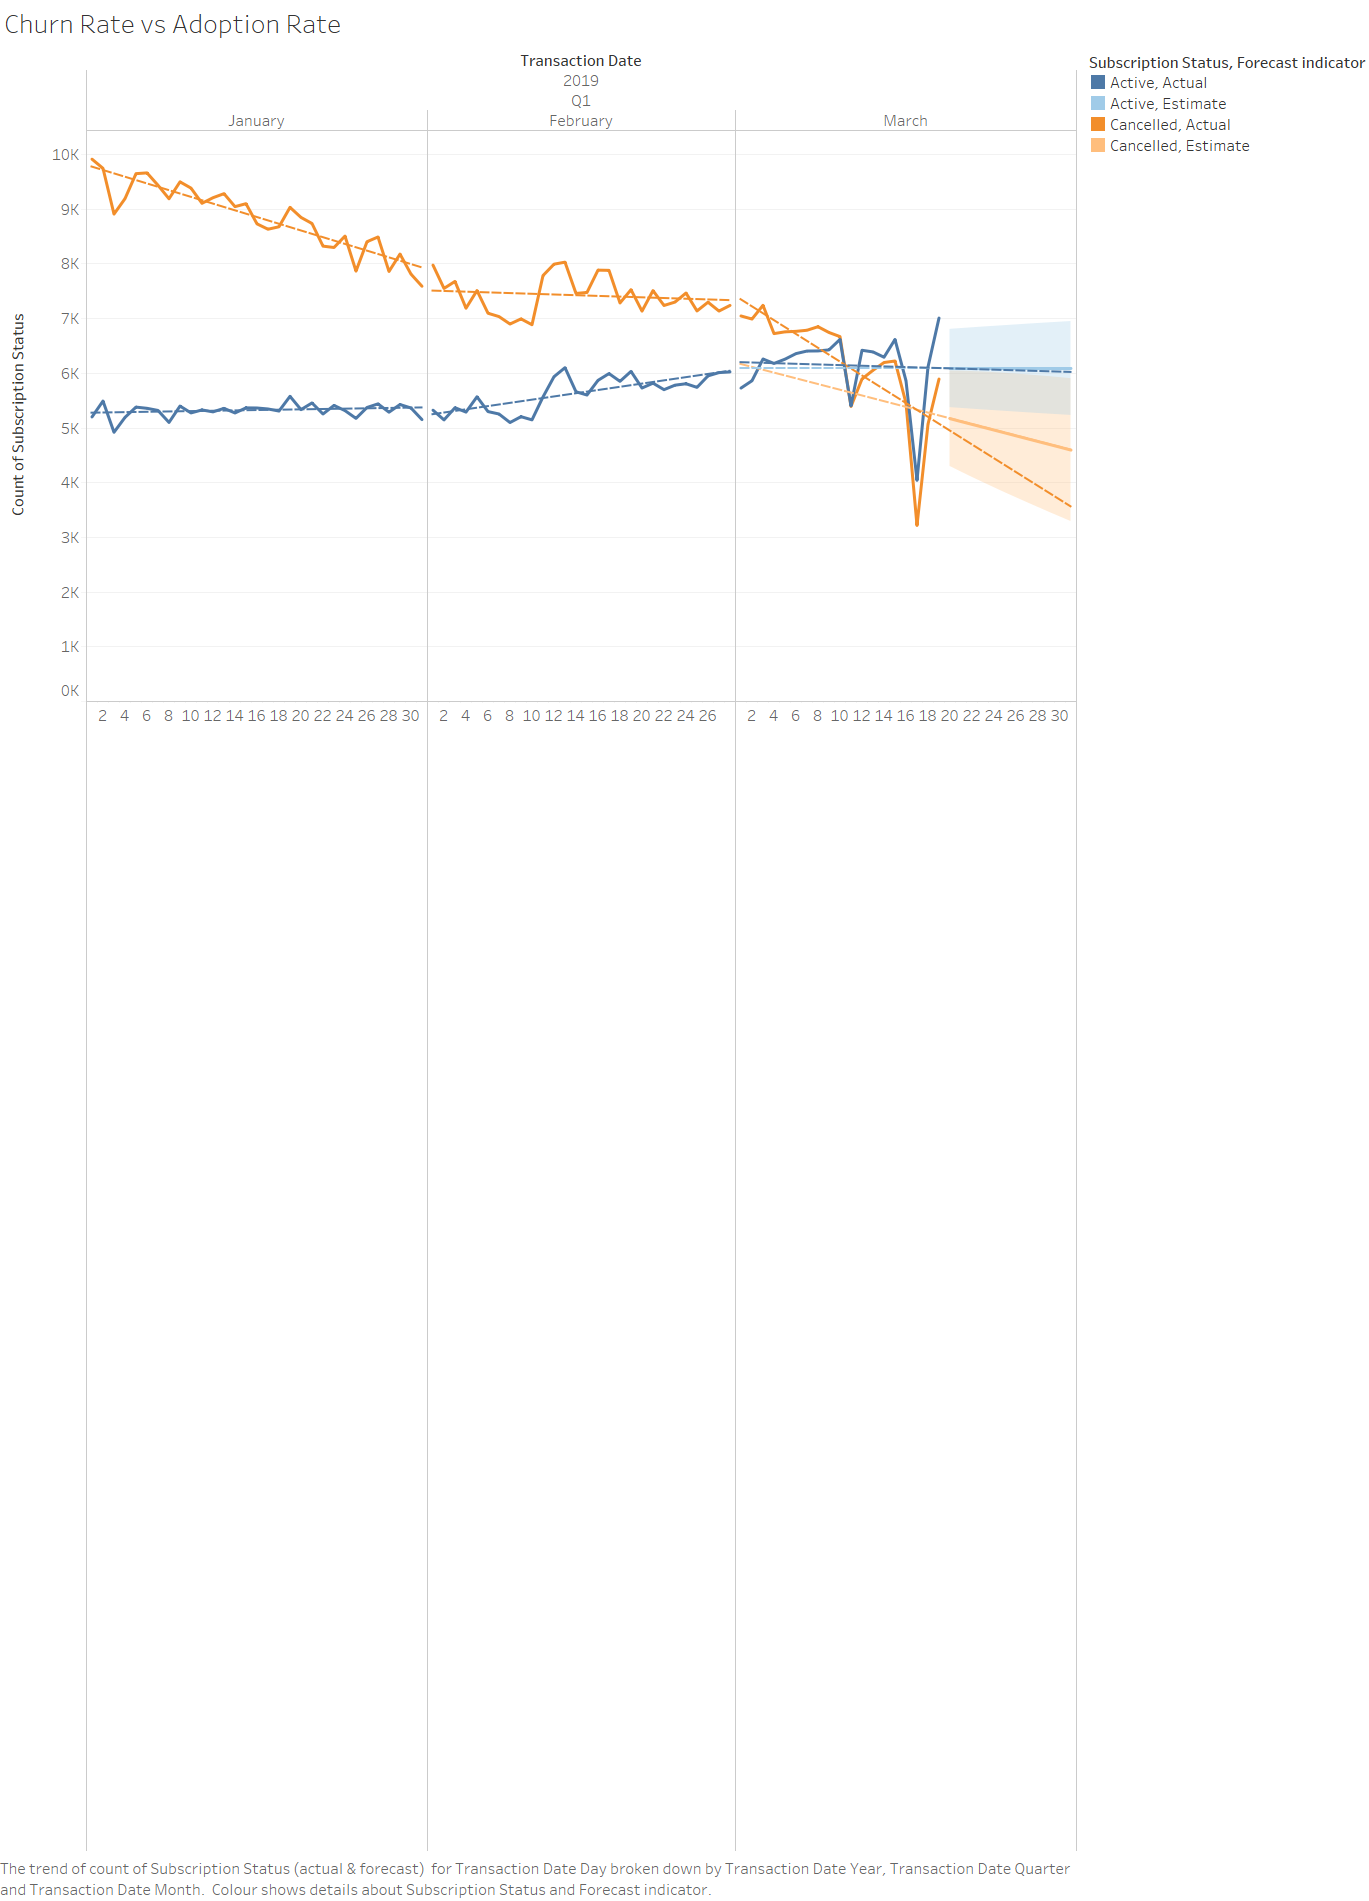 Churn Rate vs Adoption Rate
Transaction Date
2019
Q1
January February March
Subscription Status, Forecast indicator
Active, Actual
Active, Estimate
Cancelled, Actual
Cancelled, Estimate
Count of Subscription Status
10K
9K
8K
7K
6K
5K
4K
3K
2K
1K
0K
2 4 6 8 10 12 14 16 18 20 22 24 26 28 30 2 4 6 8 10 12 14 16 18 20 22 24 26 2 4 6 8 10 12 14 16 18 20 22 24 26 28 30
The trend of count of Subscription Status (actual & forecast) for Transaction Date Day broken down by Transaction Date Year, Transaction Date Quarter
and Transaction Date Month. Colour shows details about Subscription Status and Forecast indicator.